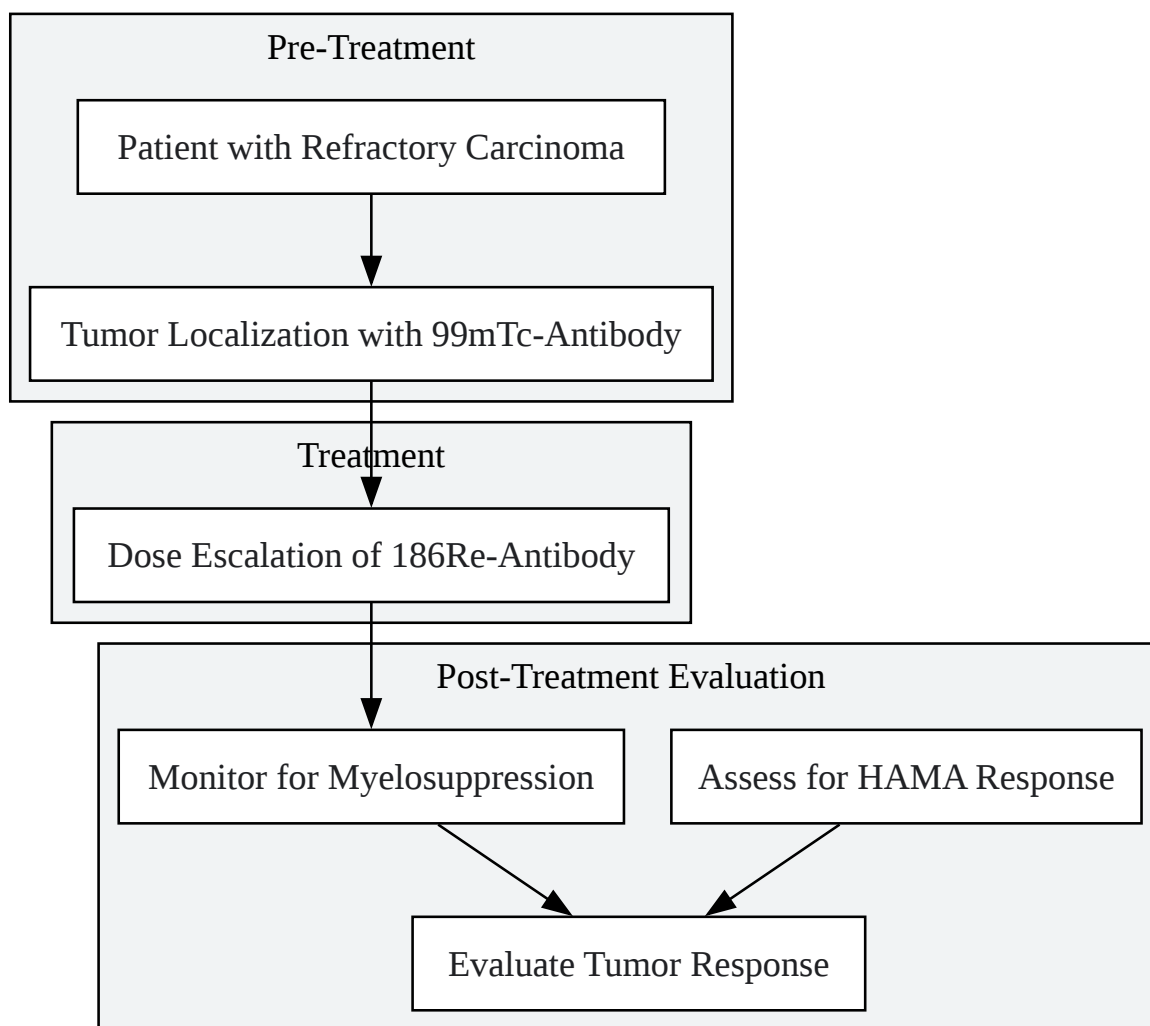 Pre-Treatment
Patient with Refractory Carcinoma
Tumor Localization with 99mTc-Antibody
Treatment
Dose Escalation of 186Re-Antibody
Post-Treatment Evaluation
Monitor for Myelosuppression
Assess for HAMA Response
Evaluate Tumor Response